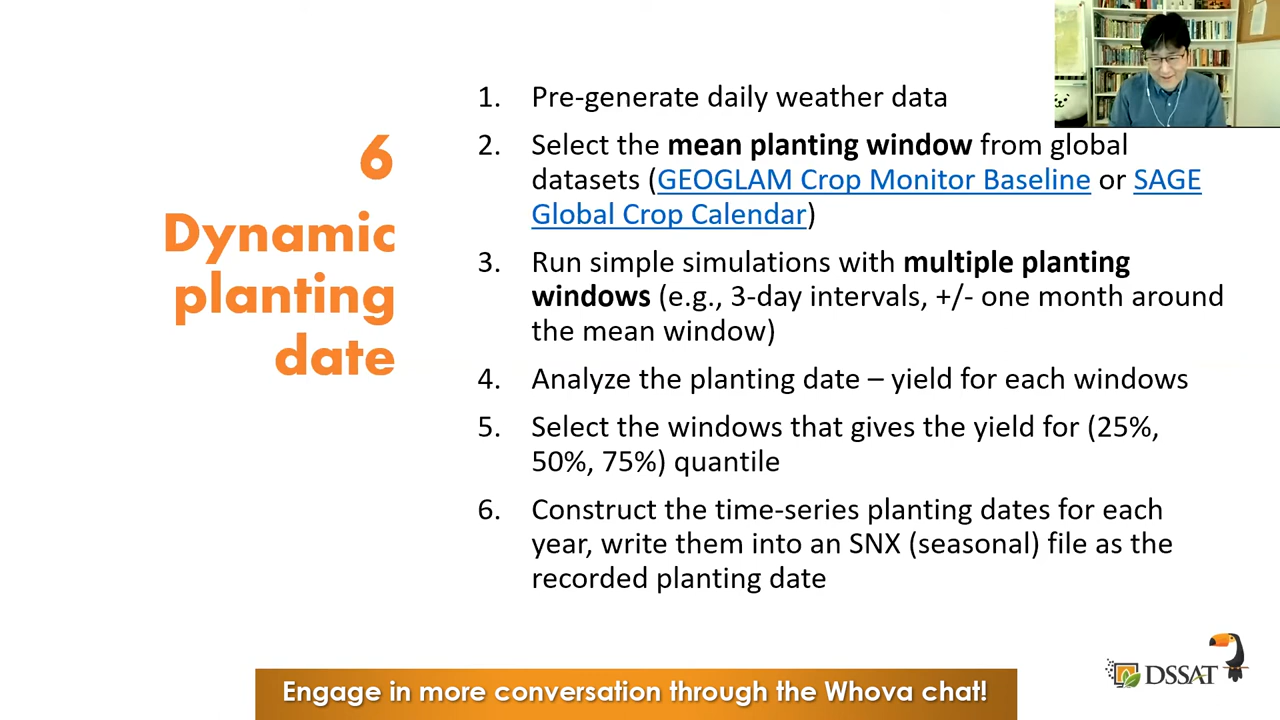 6
Dynamic
planting
date
1. Pre-generate daily weather data
2. Select the mean planting window from global
datasets (GEOGLAM Crop Monitor Baseline or SAGE
Global Crop Calendar)
3. Run simple simulations with multiple planting
windows (e.g., 3-day intervals, +/- one month around
the mean window)
4. Analyze the planting date – yield for each windows
5. Select the windows that gives the yield for (25%,
50%, 75%) quantile
6. Construct the time-series planting dates for each
year, write them into an SNX (seasonal) file as the
recorded planting date
DSSAT
Engage in more conversation through the Whova chat!